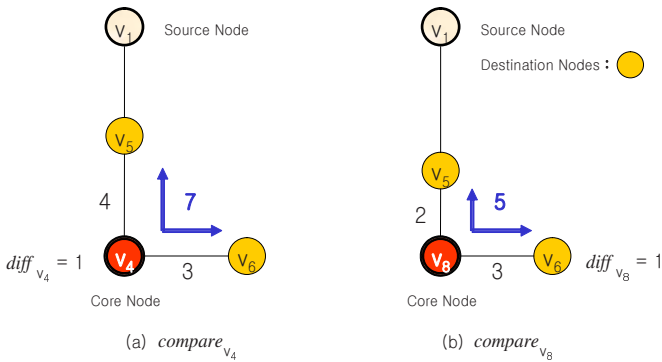 V1 Source Node
V5
4
7
diff V4 = 1
V4
3
V6
Core Node
(a) compare V4
V1 Source Node
Destination Nodes :
V5
2
5
V8
3
V6
diff V8 = 1
Core Node
(b) compare V8